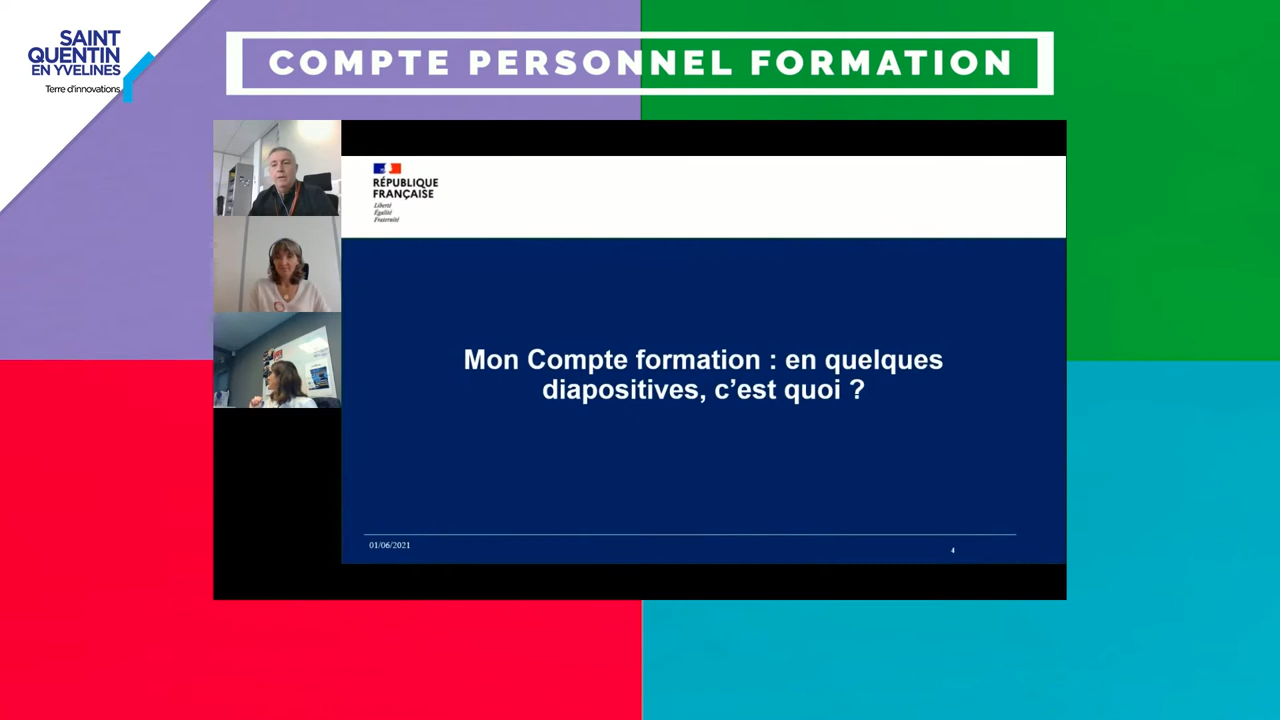 SAINT
QUENTIN
EN YVELINES
Terre d'innovations
COMPTE PERSONNEL FORMATION
RÉPUBLIQUE
FRANÇAISE
Liberté
Égalité
Fraternité
Mon Compte formation : en quelques
diapositives, c’est quoi ?
01/06/2021
4